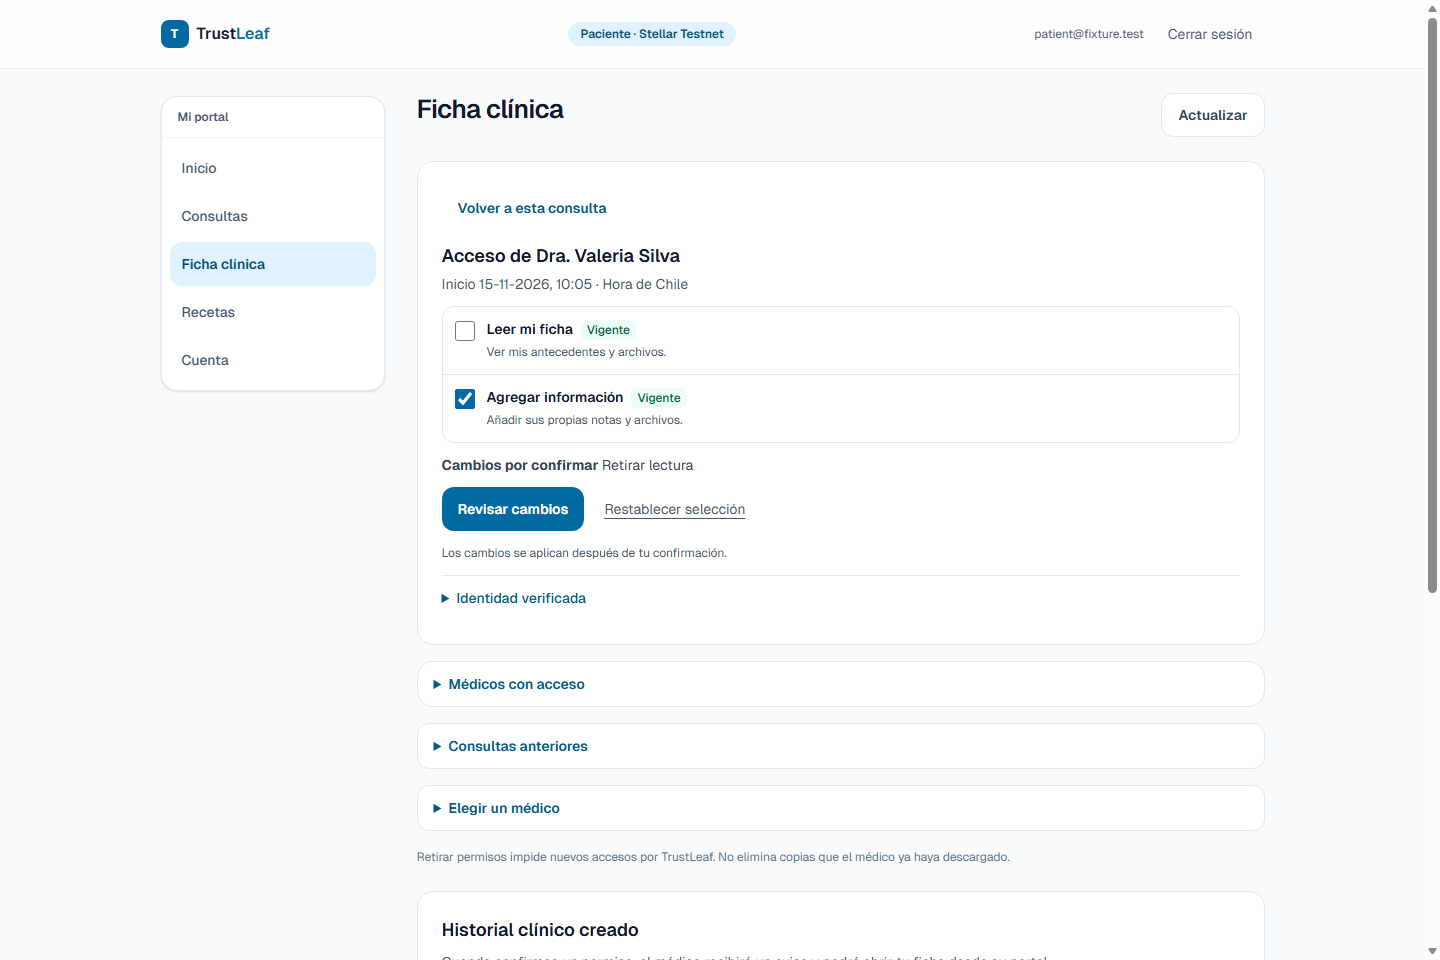 T TrustLeaf
Paciente · Stellar Testnet
patient@fixture.test
Cerrar sesión
Mi portal
Inicio
Consultas
Ficha clínica
Recetas
Cuenta
Ficha clínica
Actualizar
Volver a esta consulta
Acceso de Dra. Valeria Silva
Inicio 15-11-2026, 10:05 · Hora de Chile
Leer mi ficha Vigente
Ver mis antecedentes y archivos.
Agregar información Vigente
Añadir sus propias notas y archivos.
Cambios por confirmar Retirar lectura
Revisar cambios
Restablecer selección
Los cambios se aplican después de tu confirmación.
Identidad verificada
Médicos con acceso
Consultas anteriores
Elegir un médico
Retirar permisos impide nuevos accesos por TrustLeaf. No elimina copias que el médico ya haya descargado.
Historial clínico creado